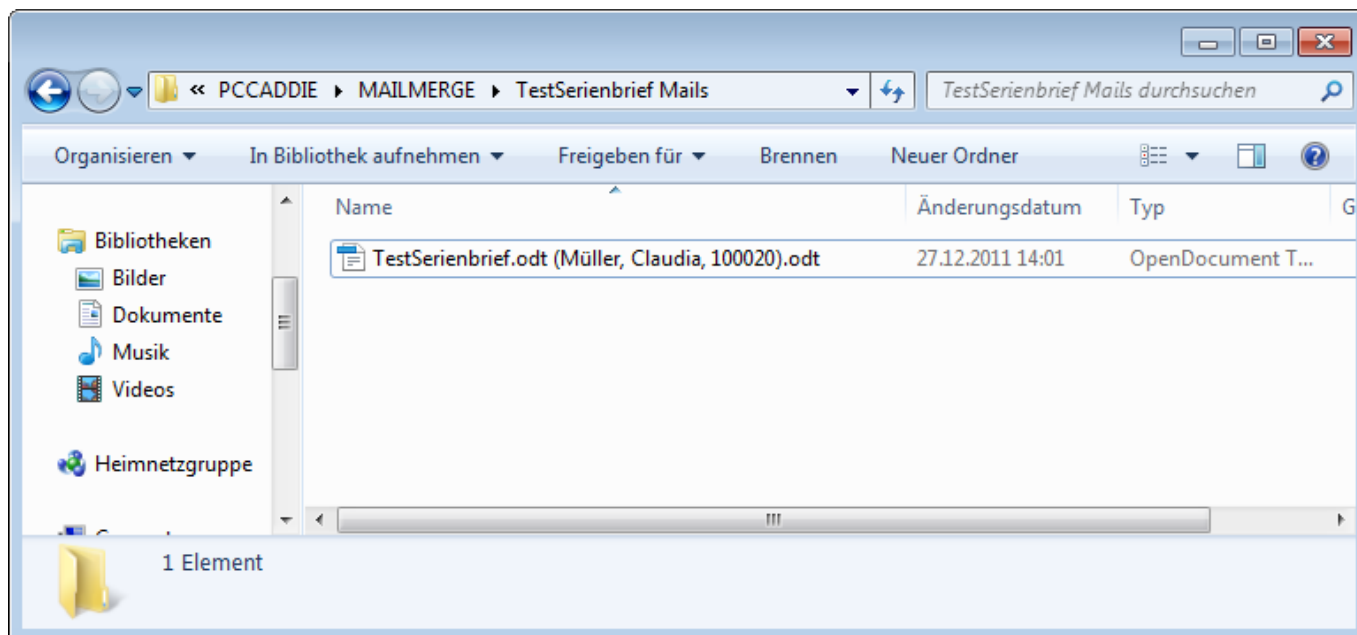 « PCCADDIE MAILMERGE TestSerienbrief Mails
TestSerienbrief Mails durchsuchen
Organisieren In Bibliothek aufnehmen Freigeben für Brennen Neuer Ordner
Name Änderungsdatum Typ G
Bibliotheken
TestSerienbrief.odt (Müller, Claudia, 100020).odt 27.12.2011 14:01 OpenDocument T...
Bilder
Dokumente
Musik
Videos
Heimnetzgruppe
1 Element